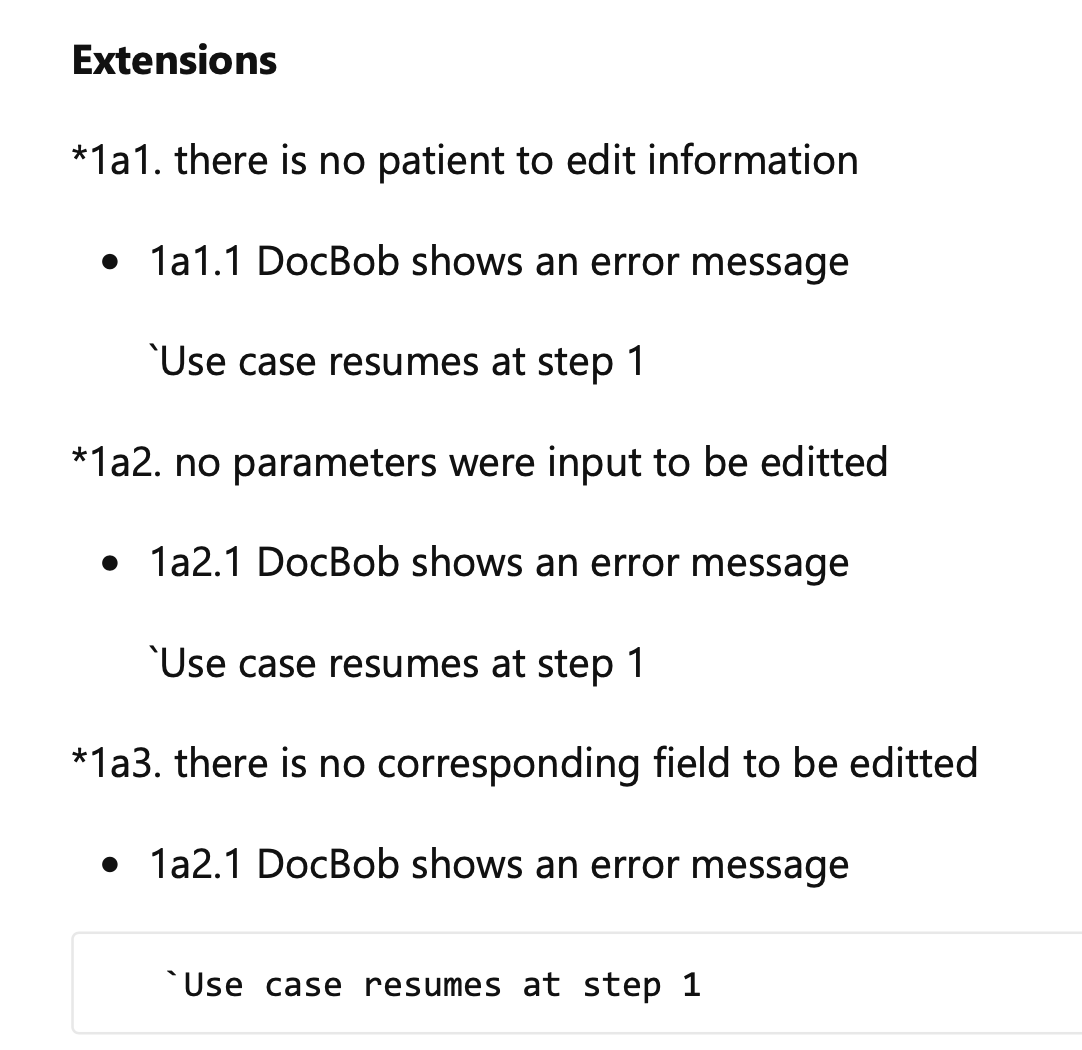 Extensions
*1a1. there is no patient to edit information
• 1a1.1 DocBob shows an error message
`Use case resumes at step 1
*1a2. no parameters were input to be editted
• 1a2.1 DocBob shows an error message
`Use case resumes at step 1
*1a3. there is no corresponding field to be editted
• 1a2.1 DocBob shows an error message
`Use case resumes at step 1